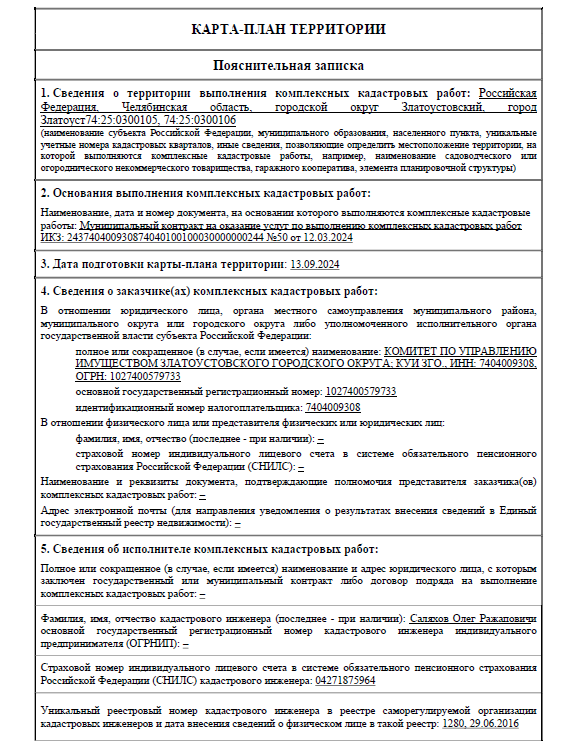 КАРТА-ПЛАН ТЕРРИТОРИИ
Пояснительная записка
1. Сведения о территории выполнения комплексных кадастровых работ: Российская
Федерация, Челябинская область, городской округ Златоустовский, город
Златоуст74:25:0300105, 74:25:0300106
(наименование субъекта Российской Федерации, муниципального образования, населенного пункта, уникальные
учетные номера кадастровых кварталов, иные сведения, позволяющие определить местоположение территории, на
которой выполняются комплексные кадастровые работы, например, наименование садоводческого или
огороднического некоммерческого товарищества, гаражного кооператива, элемента планировочной структуры)
2. Основания выполнения комплексных кадастровых работ:
Наименование, дата и номер документа, на основании которого выполняются комплексные кадастровые
работы: Муниципальный контракт на оказание услуг по выполнению комплексных кадастровых работ
ИКЗ: 243740400930874040100100030000000244 №50 от 12.03.2024
3. Дата подготовки карты-плана территории: 13.09.2024
4. Сведения о заказчике(ах) комплексных кадастровых работ:
В отношении юридического лица, органа местного самоуправления муниципального района,
муниципального округа или городского округа либо уполномоченного исполнительного органа
государственной власти субъекта Российской Федерации:
полное или сокращенное (в случае, если имеется) наименование: КОМИТЕТ ПО УПРАВЛЕНИЮ
ИМУЩЕСТВОМ ЗЛАТОУСТОВСКОГО ГОРОДСКОГО ОКРУГА; КУИ ЗГО., ИНН: 7404009308,
ОГРН: 1027400579733
основной государственный регистрационный номер: 1027400579733
идентификационный номер налогоплательщика: 7404009308
В отношении физического лица или представителя физических или юридических лиц:
фамилия, имя, отчество (последнее - при наличии): –
страховой номер индивидуального лицевого счета в системе обязательного пенсионного
страхования Российской Федерации (СНИЛС): –
Наименование и реквизиты документа, подтверждающие полномочия представителя заказчика(ов)
комплексных кадастровых работ: –
Адрес электронной почты (для направления уведомления о результатах внесения сведений в Единый
государственный реестр недвижимости): –
5. Сведения об исполнителе комплексных кадастровых работ:
Полное или сокращенное (в случае, если имеется) наименование и адрес юридического лица, с которым
заключен государственный или муниципальный контракт либо договор подряда на выполнение
комплексных кадастровых работ: –
Фамилия, имя, отчество кадастрового инженера (последнее - при наличии): Саляхов Олег Ражаповичи
основной государственный регистрационный номер кадастрового инженера индивидуального
предпринимателя (ОГРНИП): –
Страховой номер индивидуального лицевого счета в системе обязательного пенсионного страхования
Российской Федерации (СНИЛС) кадастрового инженера: 04271875964
Уникальный реестровый номер кадастрового инженера в реестре саморегулируемой организации
кадастровых инженеров и дата внесения сведений о физическом лице в такой реестр: 1280, 29.06.2016